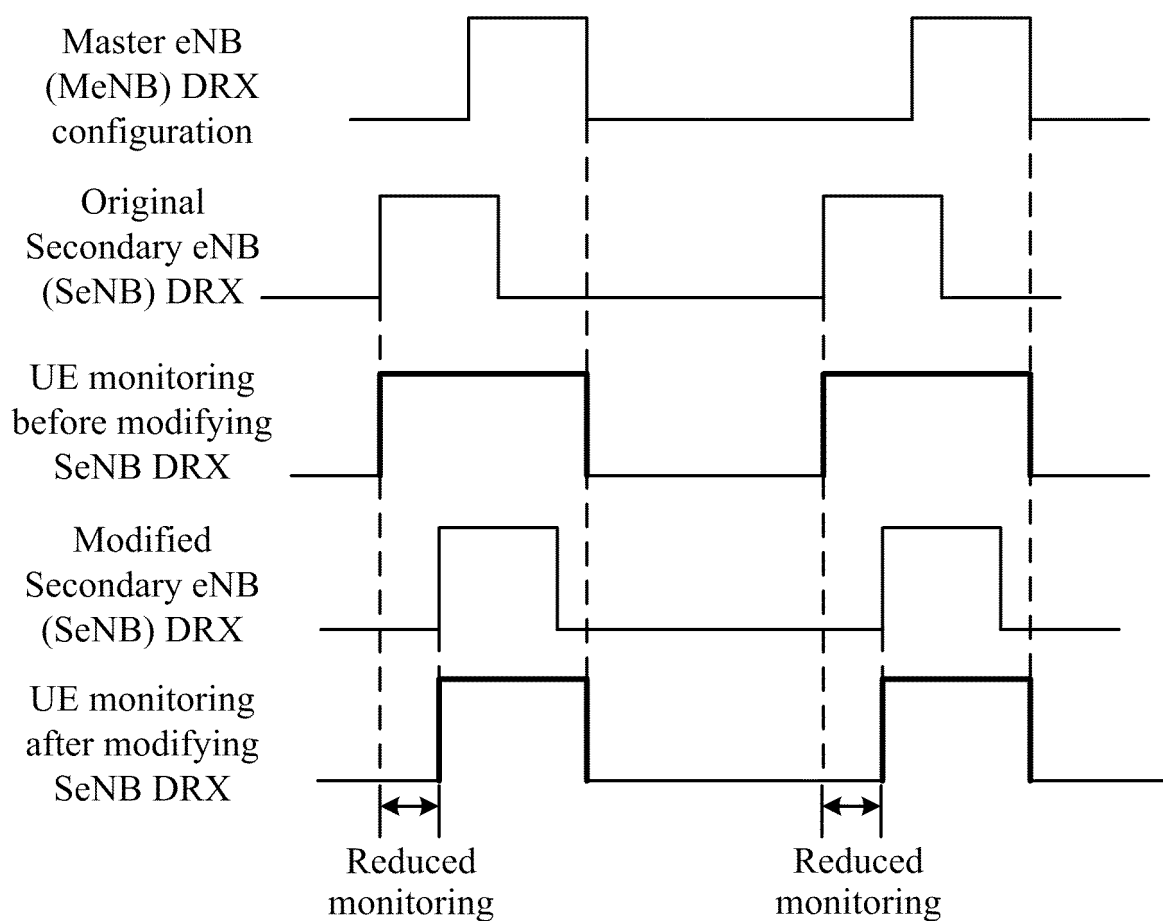 Master eNB
(MeNB) DRX
configuration
Original
Secondary eNB
(SeNB) DRX
UE monitoring
before modifying
SeNB DRX
Modified
Secondary eNB
(SeNB) DRX
UE monitoring
after modifying
SeNB DRX
Reduced
monitoring
Reduced
monitoring